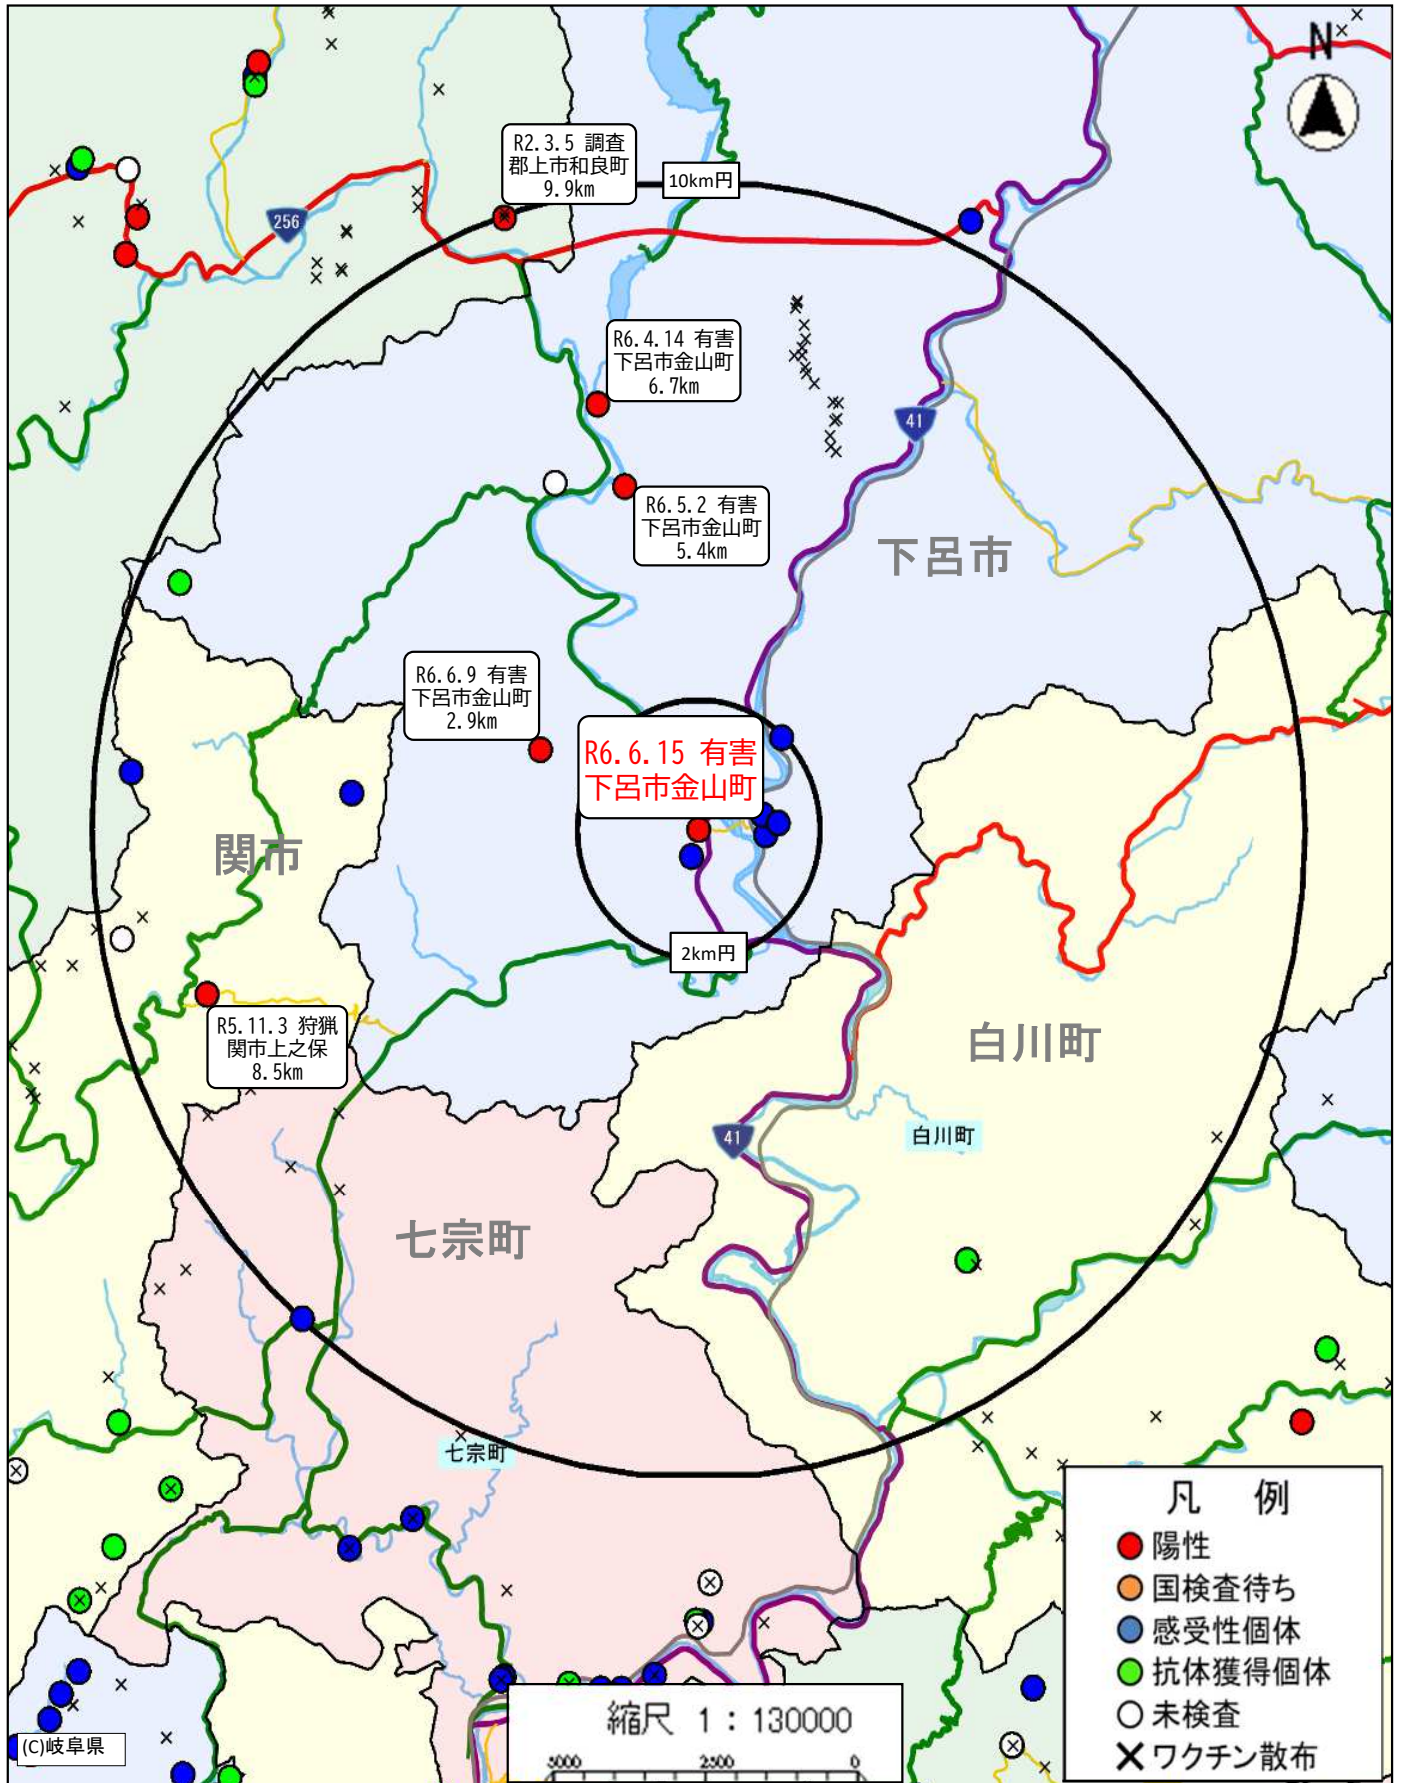 N
R2.3.5 調査
郡上市和良町
9.9km
10km円
256
R6.4.14 有害
下呂市金山町
6.7km
41
R6.5.2 有害
下呂市金山町
5.4km
下呂市
R6.6.9 有害
下呂市金山町
2.9km
R6.6.15 有害
下呂市金山町
関市
2km円
R5.11.3 狩猟
関市上之保
8.5km
白川町
41
白川町
七宗町
七宗町
凡 例
陽性
国検査待ち
感受性個体
抗体獲得個体
未検査
ワクチン散布
縮尺 1：130000
5000 2500 0
(C)岐阜県